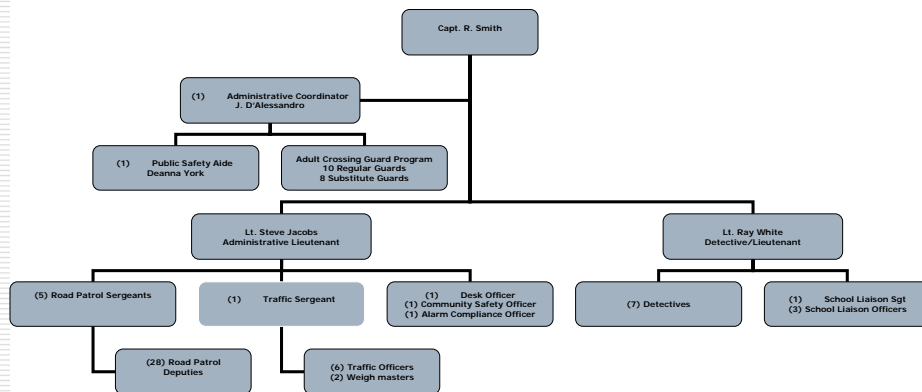 Capt. R. Smith
(1) Administrative Coordinator
J. D'Alessandro
(1) Public Safety Aide
Deanna York
Adult Crossing Guard Program
10 Regular Guards
8 Substitute Guards
Lt. Steve Jacobs
Administrative Lieutenant
Lt. Ray White
Detective/Lieutenant
(5) Road Patrol Sergeants
(1) Traffic Sergeant
(1) Desk Officer
(1) Community Safety Officer
(1) Alarm Compliance Officer
(7) Detectives
(1) School Liaison Sgt
(3) School Liaison Officers
(28) Road Patrol
Deputies
(6) Traffic Officers
(2) Weigh masters